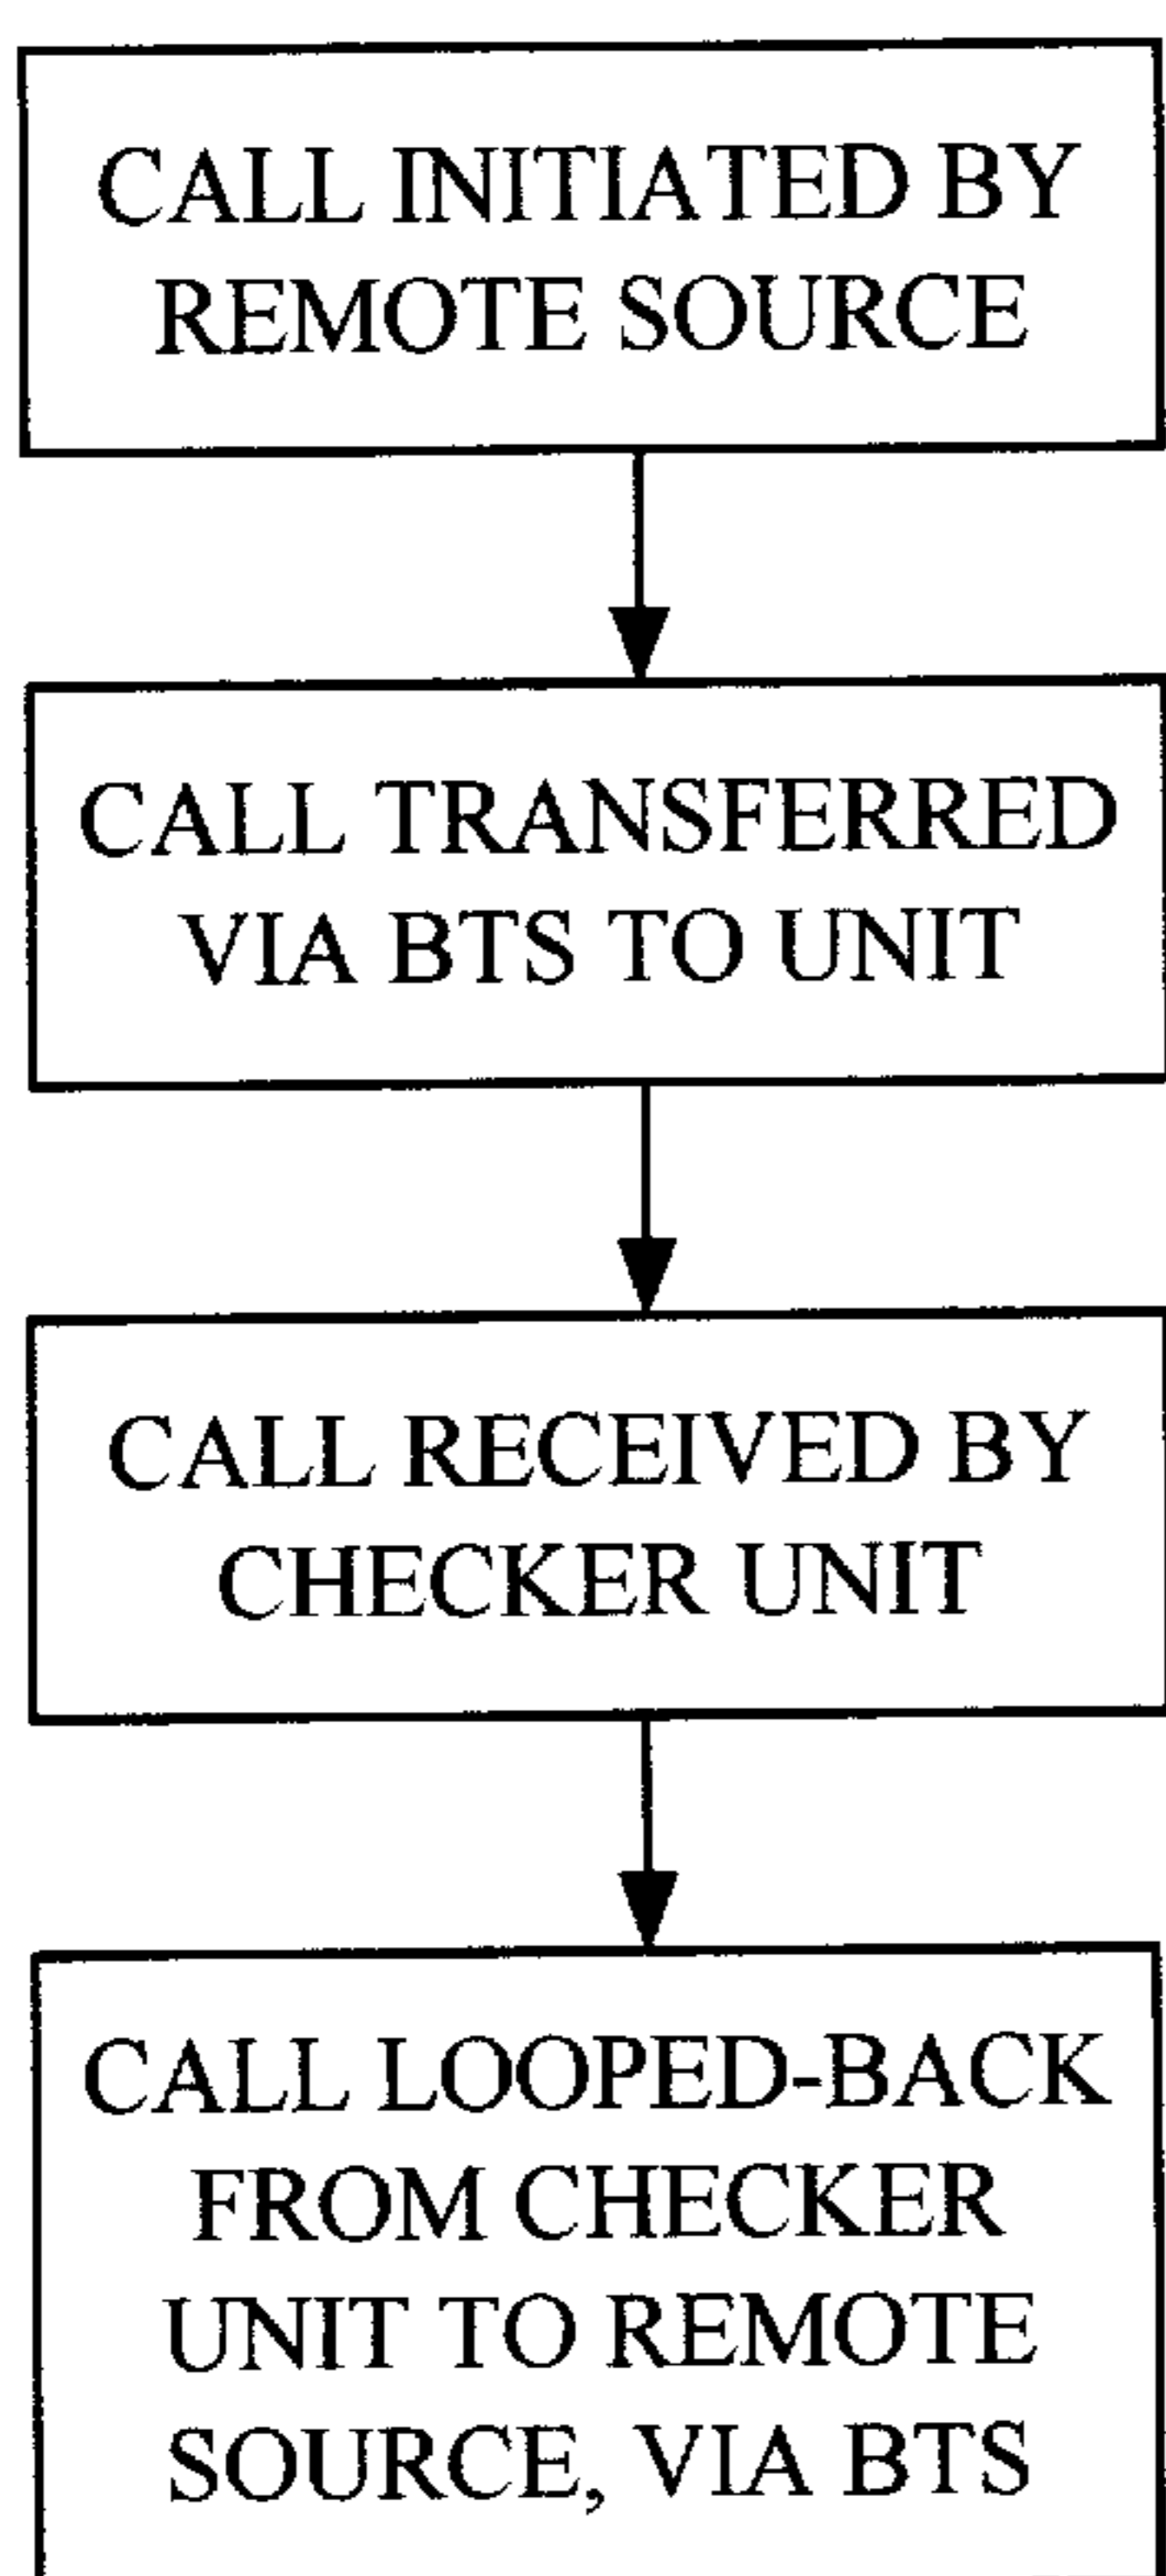 CALL INITIATED BY
REMOTE SOURCE
CALL TRANSFERRED
VIA BTS TO UNIT
CALL RECEIVED BY
CHECKER UNIT
CALL LOOPED-BACK
FROM CHECKER
UNIT TO REMOTE
SOURCE, VIA BTS